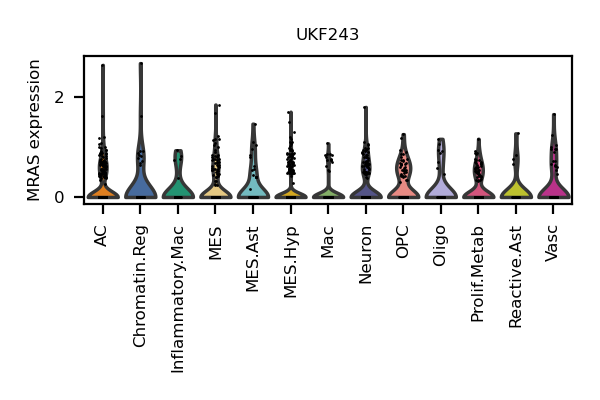 UKF243
MRAS expression
2
0
AC
Chromatin.Reg
Inflammatory.Mac
MES
MES.Ast
MES.Hyp
Mac
Neuron
OPC
Oligo
Prolif.Metab
Reactive.Ast
Vasc